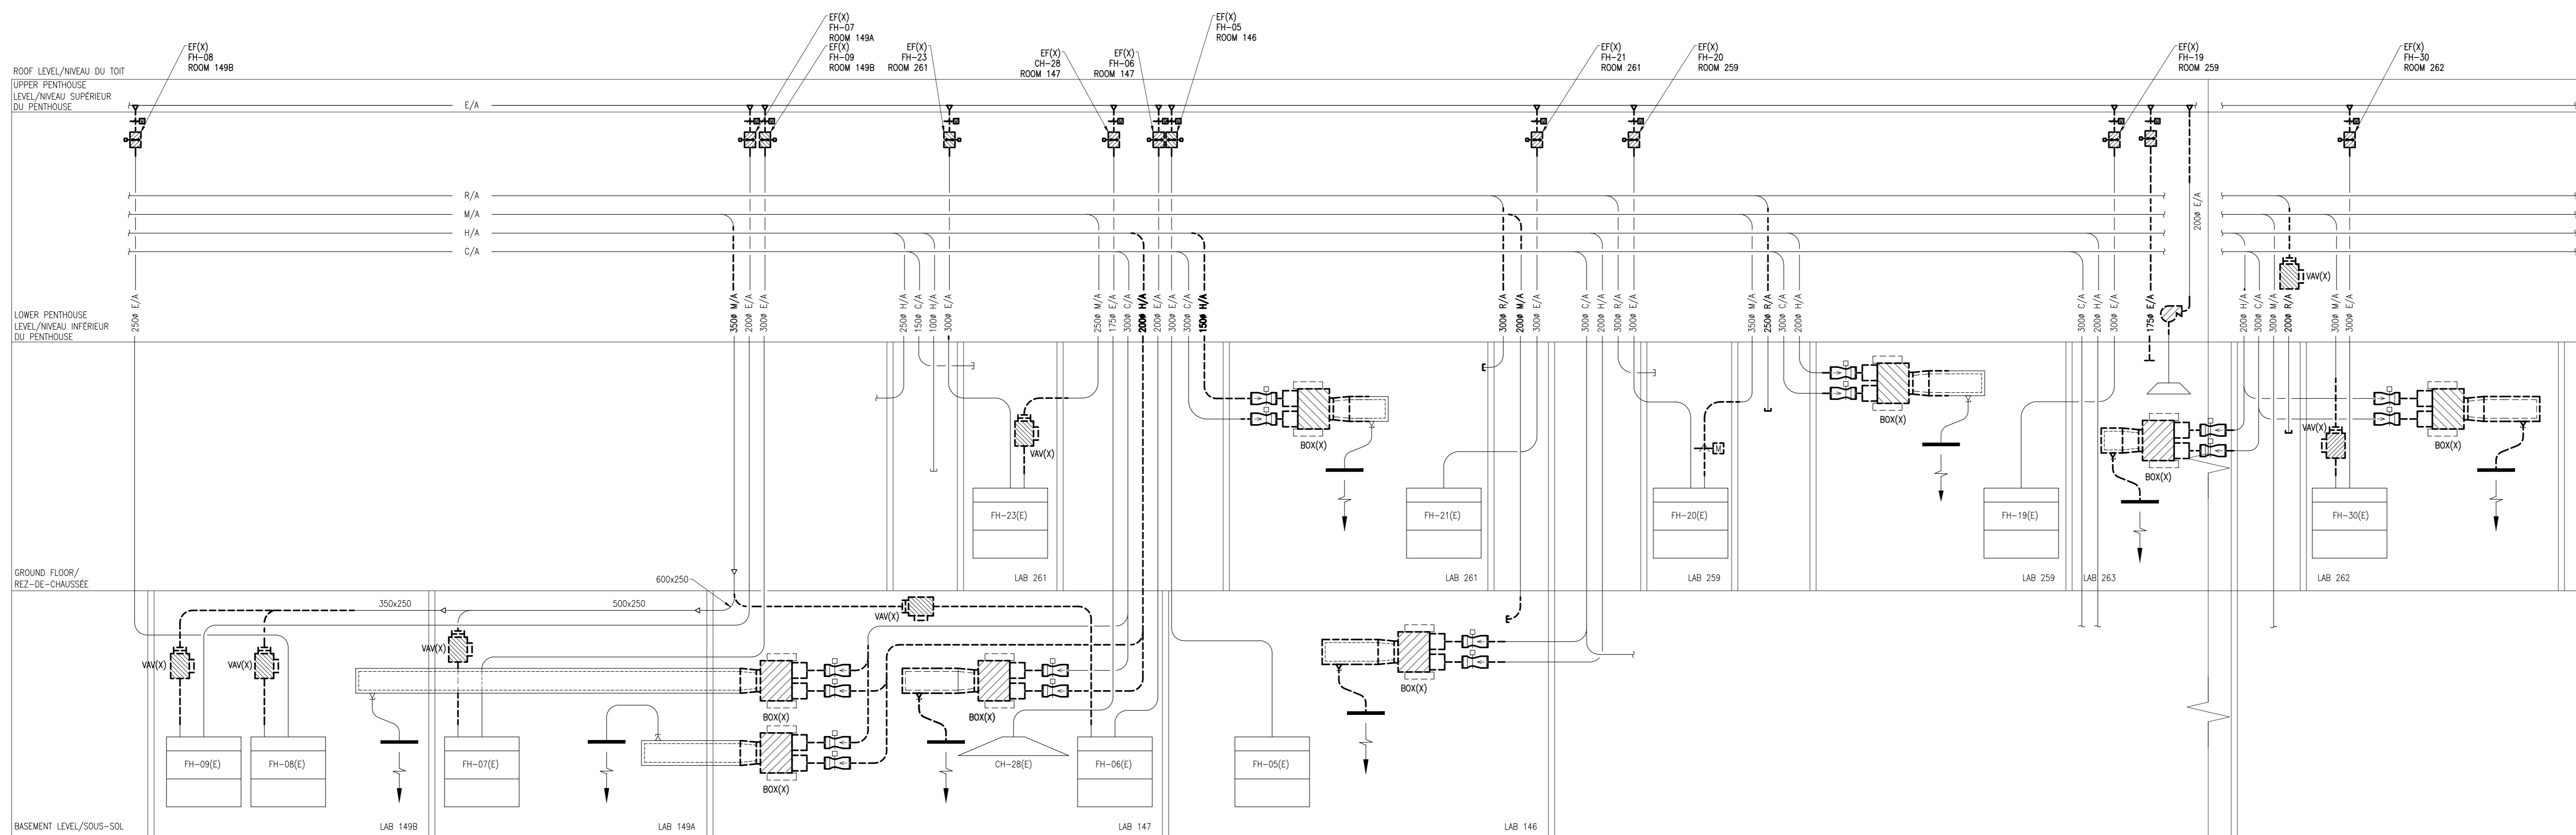 EF(X)
FH-08
ROOM 149B
EF(X)
FH-07
ROOM 149A
EF(X)
FH-09
ROOM 149B
EF(X)
FH-23
ROOM 261
EF(X)
CH-28
ROOM 147
EF(X)
FH-06
ROOM 147
EF(X)
FH-05
ROOM 146
EF(X)
FH-21
ROOM 261
EF(X)
FH-20
ROOM 259
EF(X)
FH-19
ROOM 259
EF(X)
FH-30
ROOM 262
ROOF LEVEL/NIVEAU DU TOIT
UPPER PENTHOUSE
LEVEL/NIVEAU SUPÉRIEUR
DU PENTHOUSE
E/A
R/A
M/A
H/A
C/A
200ø E/A
VAV(X)
LOWER PENTHOUSE
LEVEL/NIVEAU INFÉRIEUR
DU PENTHOUSE
250ø E/A
350ø M/A
200ø E/A
300ø E/A
250ø H/A
150ø C/A
100ø H/A
300ø E/A
250ø M/A
175ø E/A
300ø C/A
200ø H/A
200ø E/A
300ø E/A
300ø C/A
150ø H/A
300ø R/A
200ø M/A
300ø E/A
300ø C/A
200ø H/A
300ø R/A
300ø E/A
350ø M/A
250ø R/A
300ø C/A
200ø H/A
300ø C/A
200ø H/A
300ø E/A
175ø E/A
200ø H/A
300ø C/A
300ø M/A
200ø R/A
300ø M/A
300ø E/A
VAV(X)
BOX(X)
M
BOX(X)
BOX(X)
VAV(X)
BOX(X)
FH-23(E)
FH-21(E)
FH-20(E)
FH-19(E)
FH-30(E)
GROUND FLOOR/
REZ-DE-CHAUSSÉE
LAB 261
LAB 261
LAB 259
LAB 259
LAB 263
LAB 262
600x250
350x250
500x250
VAV(X)
VAV(X)
VAV(X)
VAV(X)
BOX(X)
BOX(X)
BOX(X)
BOX(X)
FH-09(E)
FH-08(E)
FH-07(E)
CH-28(E)
FH-06(E)
FH-05(E)
BASEMENT LEVEL/SOUS-SOL
LAB 149B
LAB 149A
LAB 147
LAB 146